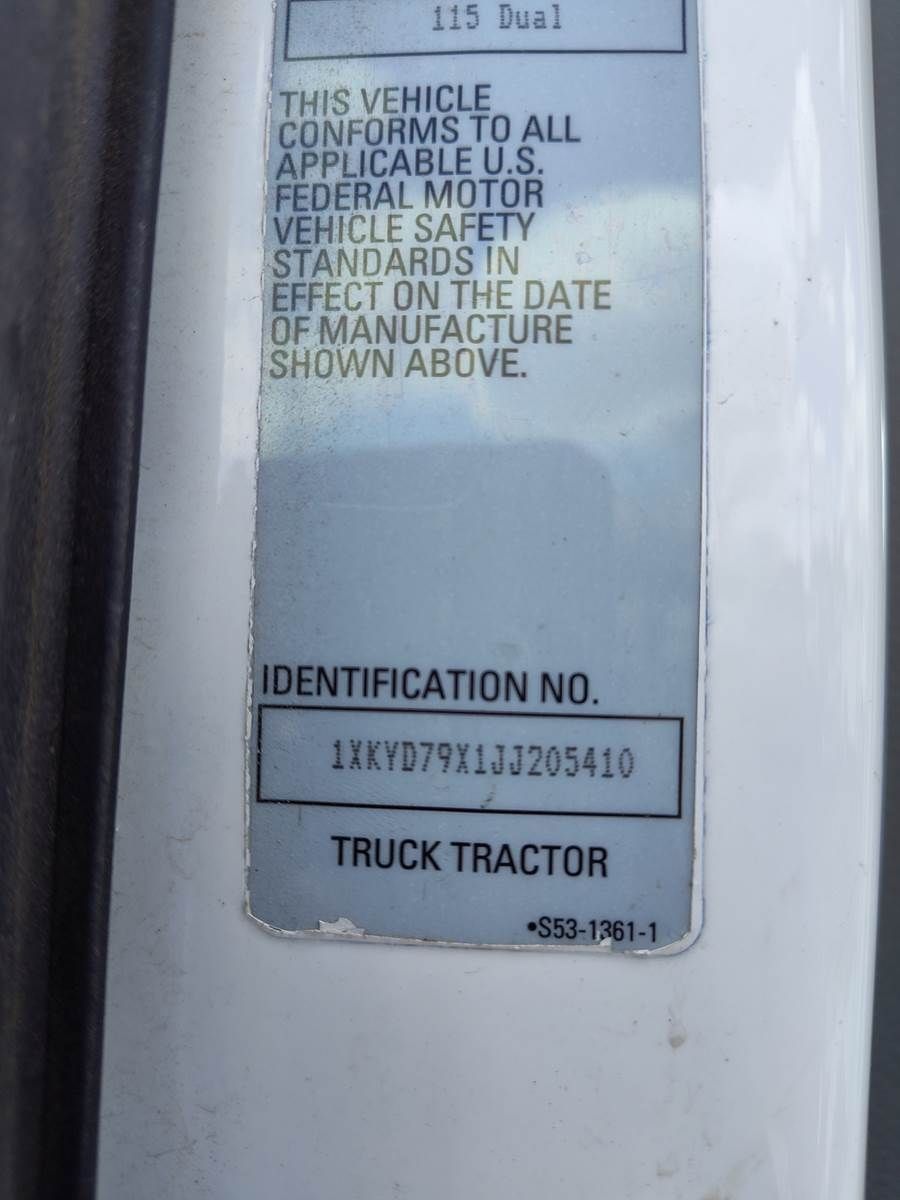 115 Dual
THIS VEHICLE
CONFORMS TO ALL
APPLICABLE U.S.
FEDERAL MOTOR
VEHICLE SAFETY
STANDARDS IN
EFFECT ON THE DATE
OF MANUFACTURE
SHOWN ABOVE.
IDENTIFICATION NO.
1XKYD79X1JJ205410
TRUCK TRACTOR
•S53-1361-1